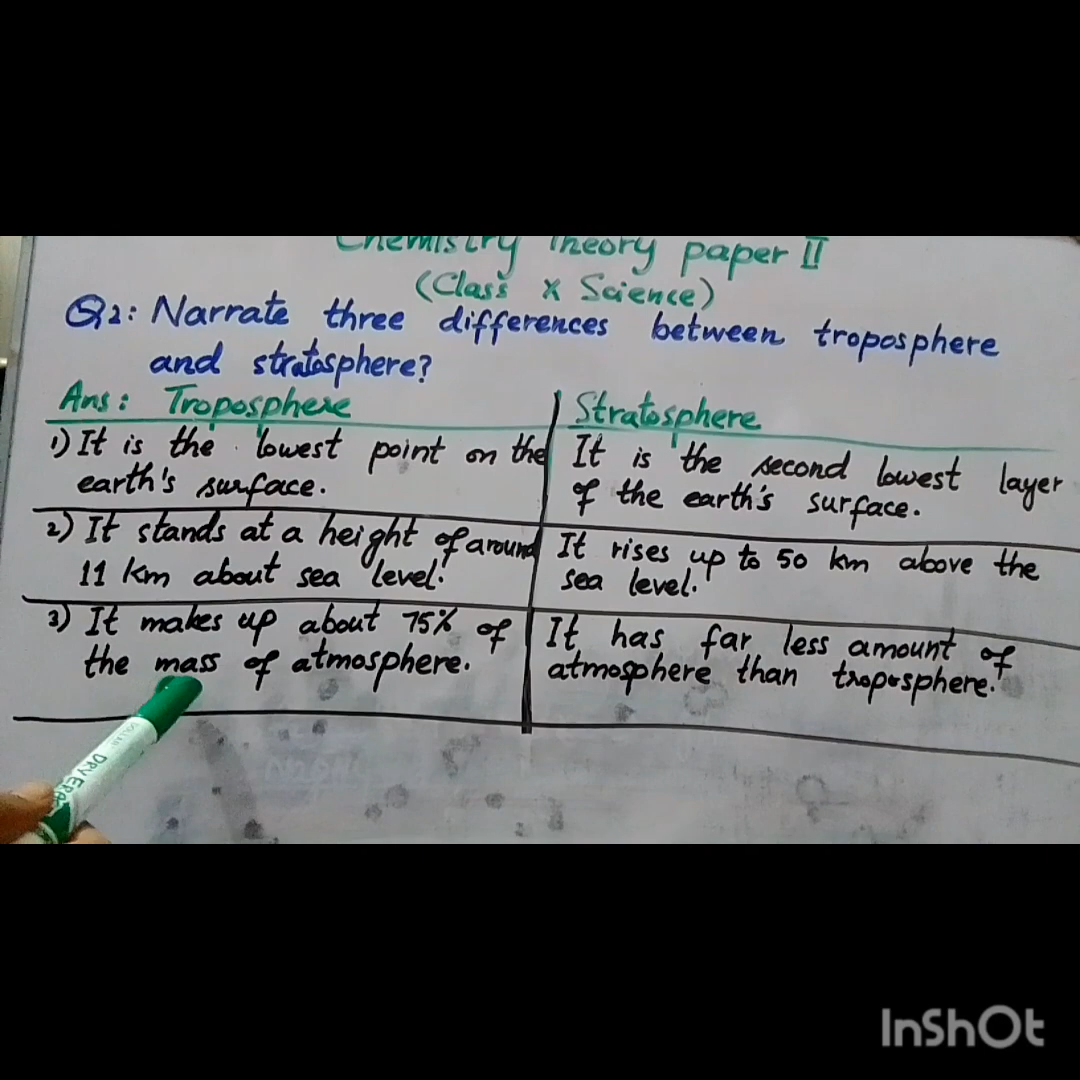 Chemistry Theory paper II
(Class X Science)
Q2: Narrate three differences between troposphere
and stratosphere?
Ans: Troposphere
Stratosphere
1) It is the lowest point on the
earth's surface.
It is the second lowest layer
of the earth's surface.
2) It stands at a height of around
11 km about sea level.
It rises up to 50 km above the
sea level.
3) It makes up about 75% of
the mass of atmosphere.
It has far less amount of
atmosphere than troposphere.
DRY ERA
InShOt